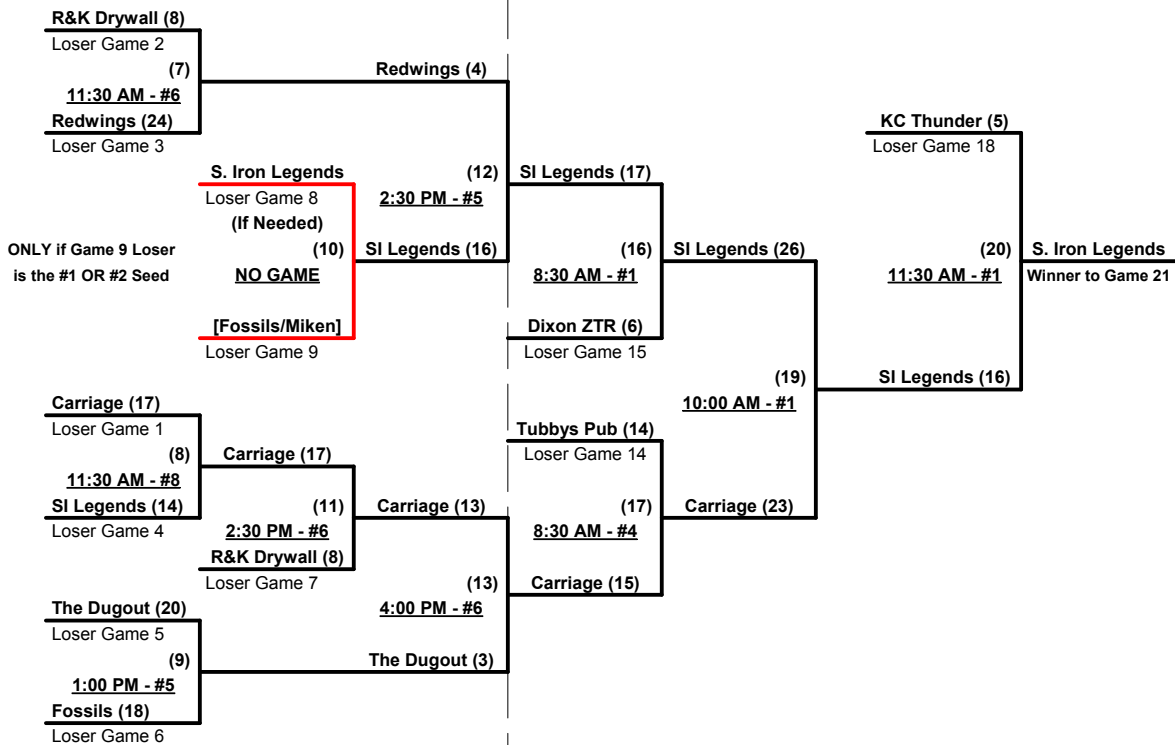 R&K Drywall (8)
Loser Game 2
(7)
11:30 AM - #6
Redwings (24)
Loser Game 3
Redwings (4)
S. Iron Legends
Loser Game 8
(If Needed)
(10)
NO GAME
[Fossils/Miken]
Loser Game 9
ONLY if Game 9 Loser
is the #1 OR #2 Seed
(12)
2:30 PM - #5
SI Legends (16)
SI Legends (17)
(16)
8:30 AM - #1
Dixon ZTR (6)
Loser Game 15
SI Legends (26)
KC Thunder (5)
Loser Game 18
(20)
11:30 AM - #1
S. Iron Legends
Winner to Game 21
(19)
10:00 AM - #1
SI Legends (16)
Carriage (17)
Loser Game 1
(8)
11:30 AM - #8
SI Legends (14)
Loser Game 4
Carriage (17)
(11)
2:30 PM - #6
R&K Drywall (8)
Loser Game 7
Carriage (13)
Tubbys Pub (14)
Loser Game 14
(17)
8:30 AM - #4
Carriage (23)
(13)
4:00 PM - #6
Carriage (15)
The Dugout (20)
Loser Game 5
(9)
1:00 PM - #5
Fossils (18)
Loser Game 6
The Dugout (3)